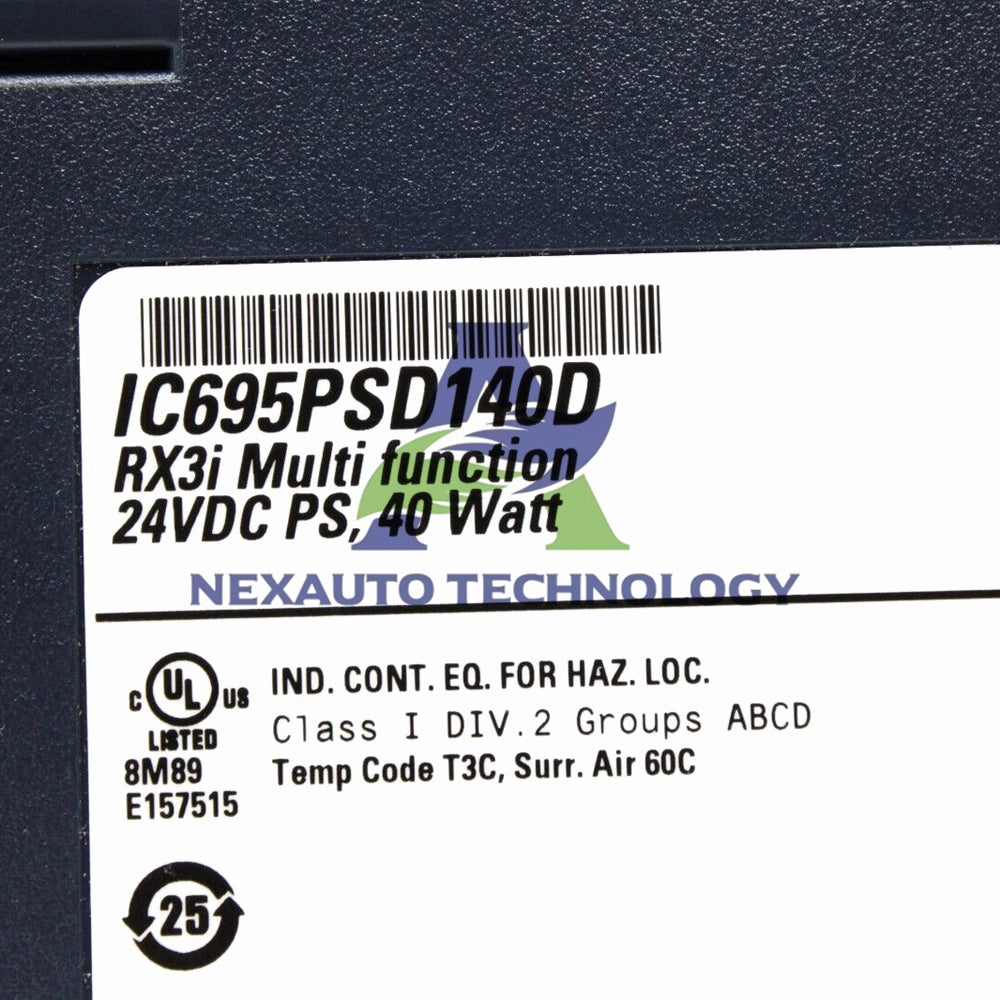 IC695PSD140D
RX3i Multi function
24VDC PS, 40 Watt
NEXAUTO TECHNOLOGY
C UL US
LISTED
8M89
E157515
IND. CONT. EQ. FOR HAZ. LOC.
Class I DIV.2 Groups ABCD
Temp Code T3C, Surr. Air 60C
25